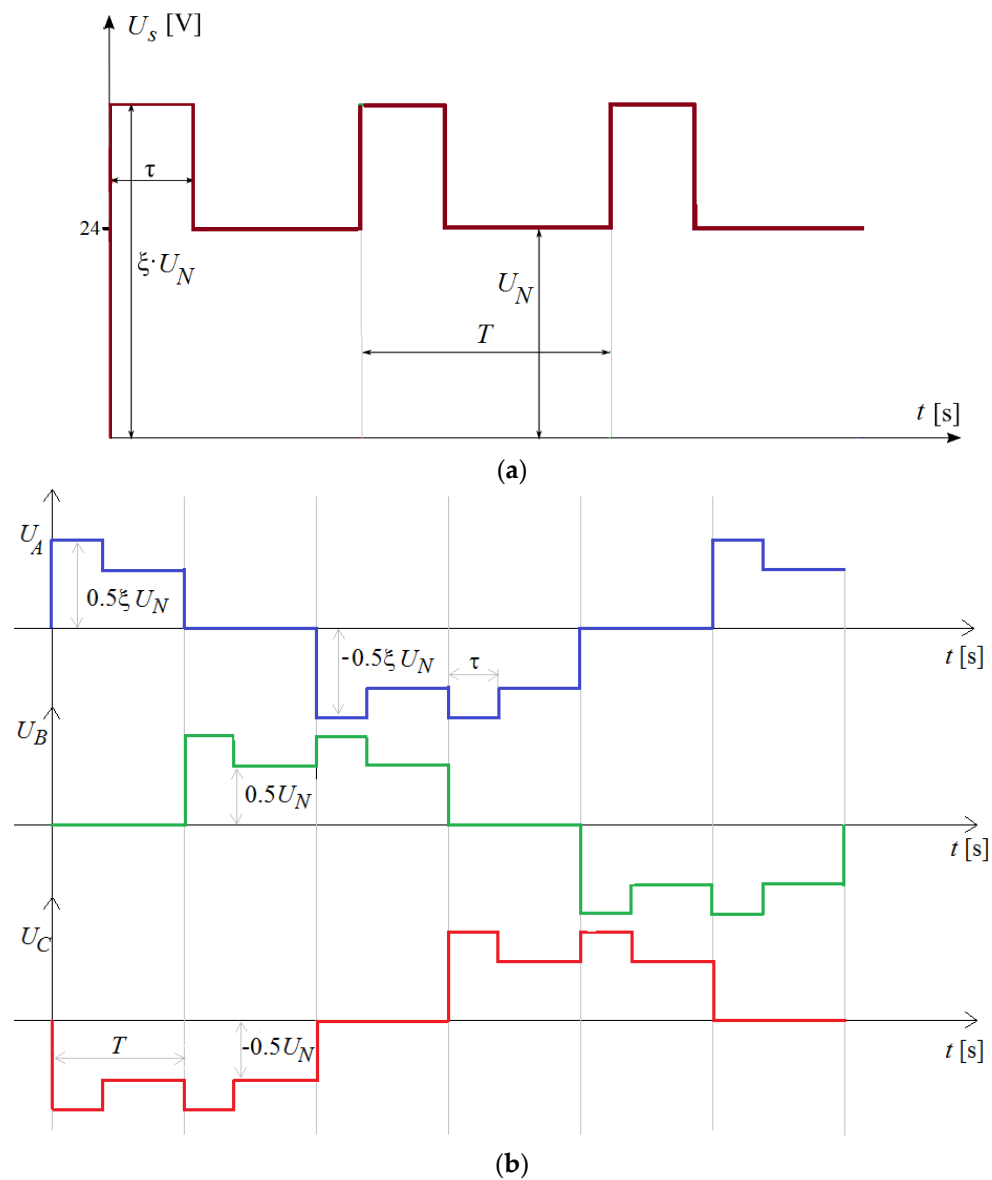 U_s [V]
τ
24
ξ·U_N
U_N
T
t [s]
(a)
U_A
0.5ξ U_N
-0.5ξ U_N
τ
t [s]
U_B
0.5U_N
t [s]
U_C
T
-0.5U_N
t [s]
(b)